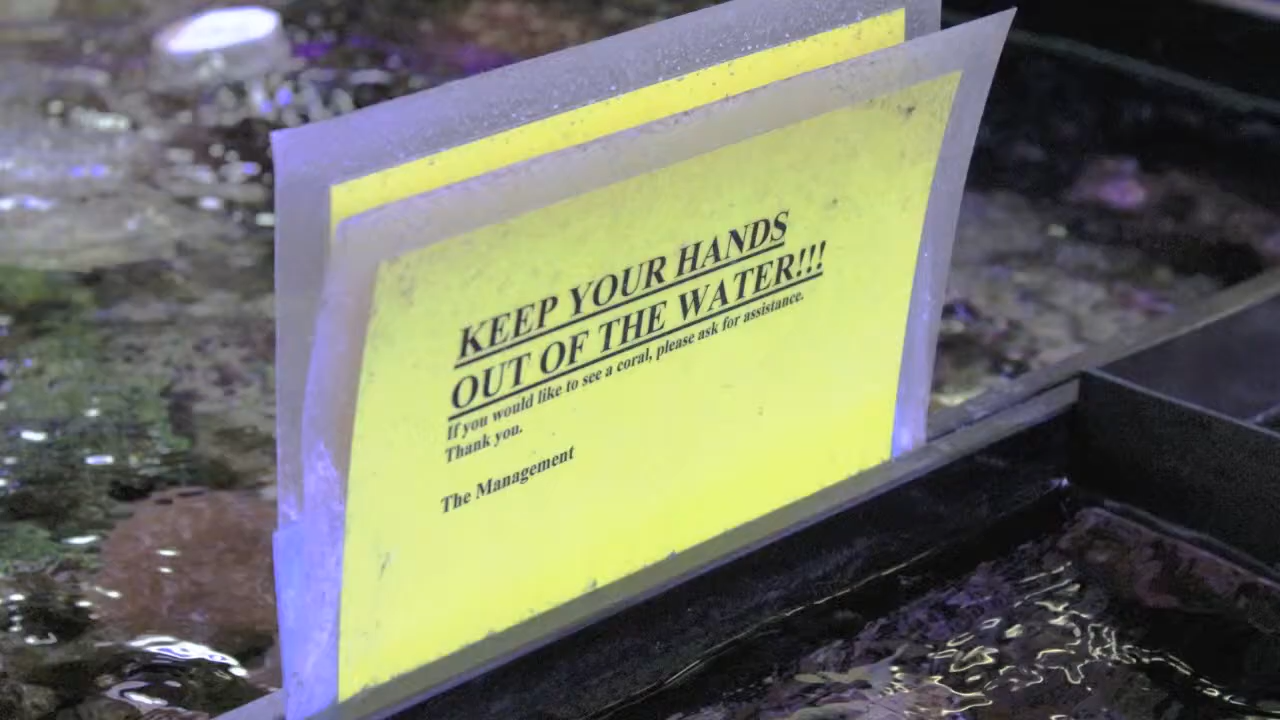 KEEP YOUR HANDS
OUT OF THE WATER!!!
If you would like to see a coral, please ask for assistance.
Thank you.
The Management